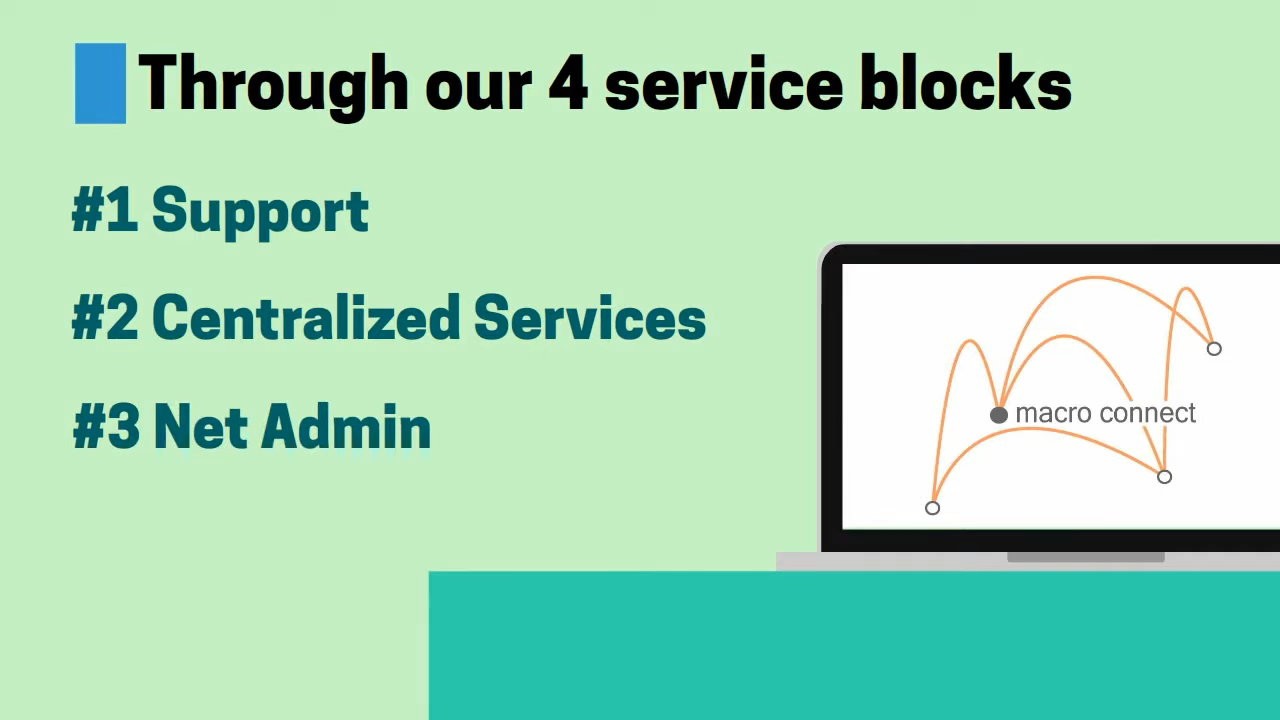 Through our 4 service blocks
#1 Support
#2 Centralized Services
#3 Net Admin
macro connect